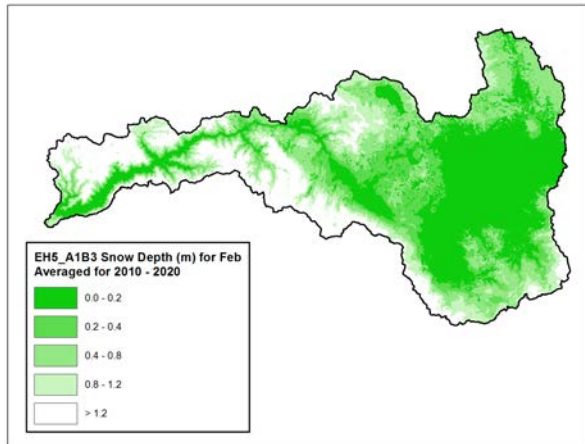 EH5_A1B3 Snow Depth (m) for Feb
Averaged for 2010 - 2020
0.0 - 0.2
0.2 - 0.4
0.4 - 0.8
0.8 - 1.2
> 1.2